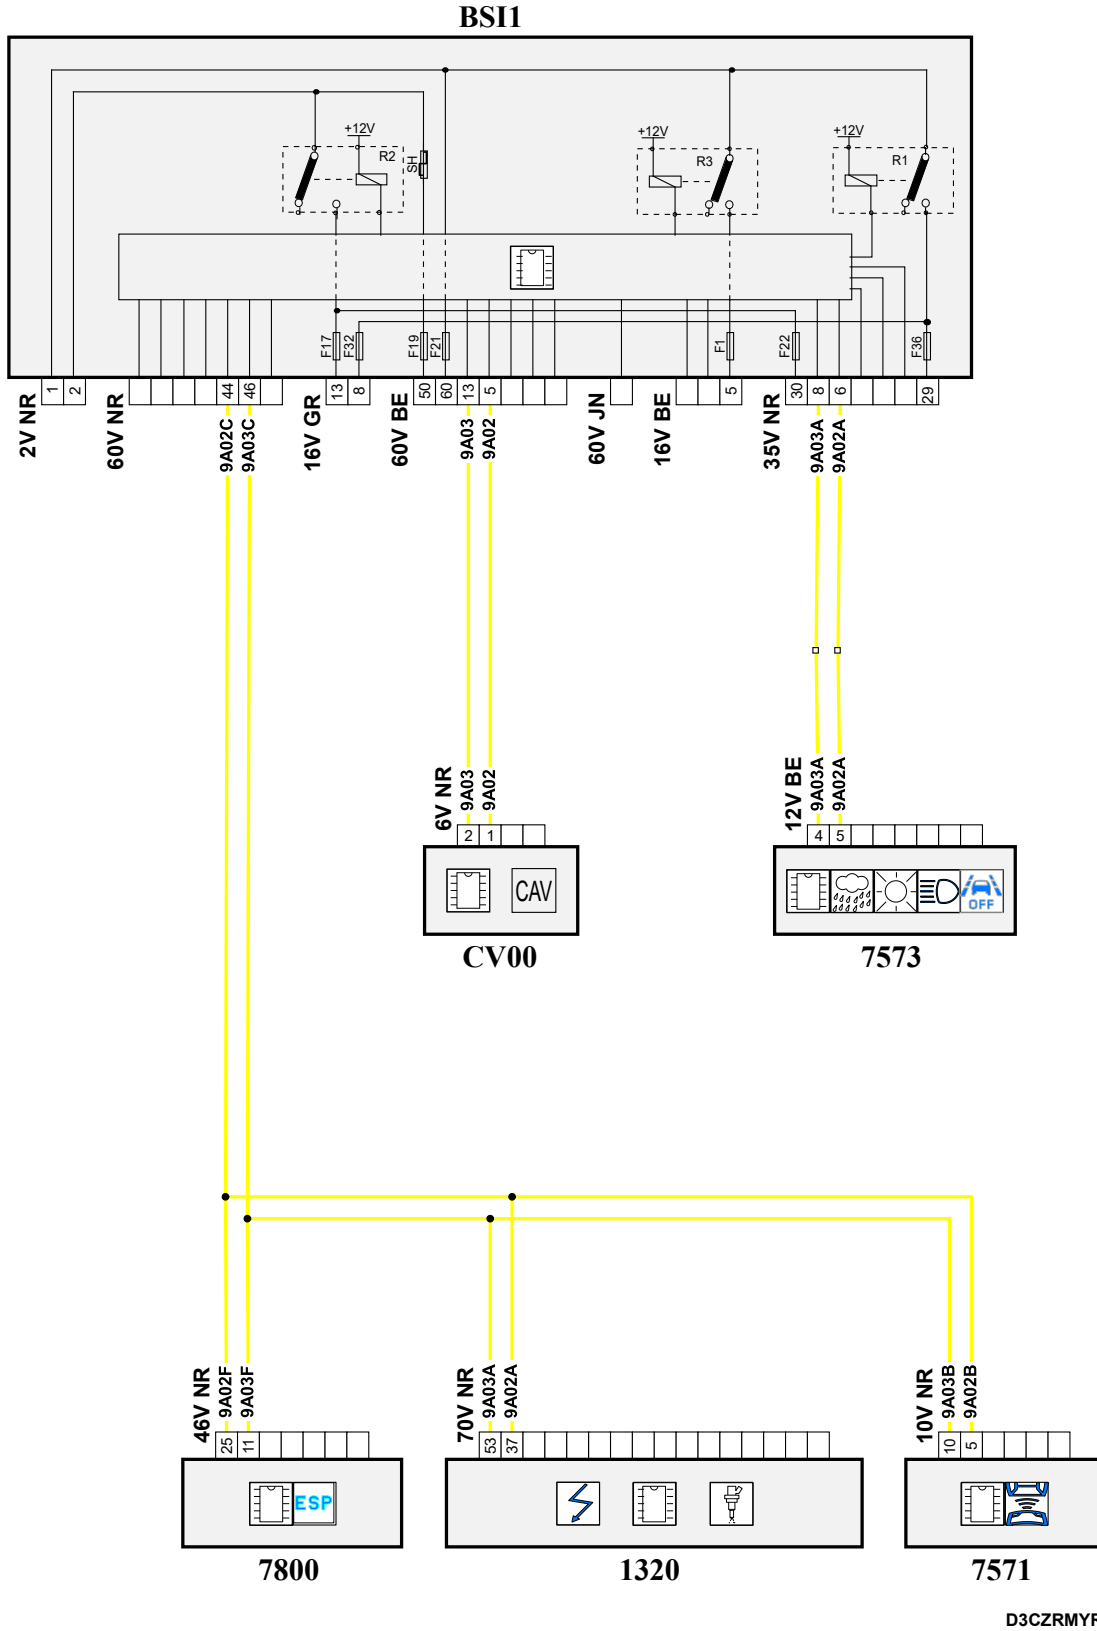 BSI1
+12V
R2
SH
+12V
R3
+12V
R1
F17
F32
F19
F21
F1
F22
F36
2V NR
1
2
60V NR
44
46
16V GR
13
8
60V BE
50
60
13
5
60V JN
16V BE
5
35V NR
30
8
6
29
9A02C
9A03C
9A03
9A02
9A03A
9A02A
6V NR
9A03
9A02
2
1
CAV
CV00
12V BE
9A03A
9A02A
4
5
OFF
7573
46V NR
9A02F
9A03F
25
11
ESP
7800
70V NR
9A03A
9A02A
53
37
1320
10V NR
9A03B
9A02B
10
5
7571